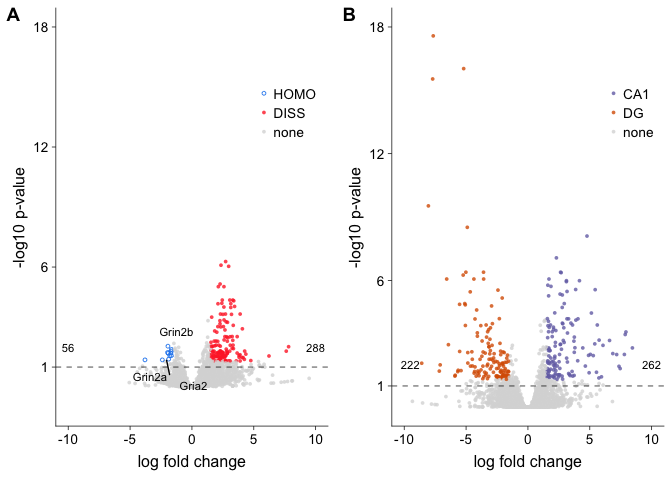 A
18
12
6
1
-log10 p-value
HOMO
DISS
none
Grin2b
56
288
Grin2a
Gria2
-10 -5 0 5 10
log fold change
B
18
12
6
1
-log10 p-value
CA1
DG
none
222
262
-10 -5 0 5 10
log fold change